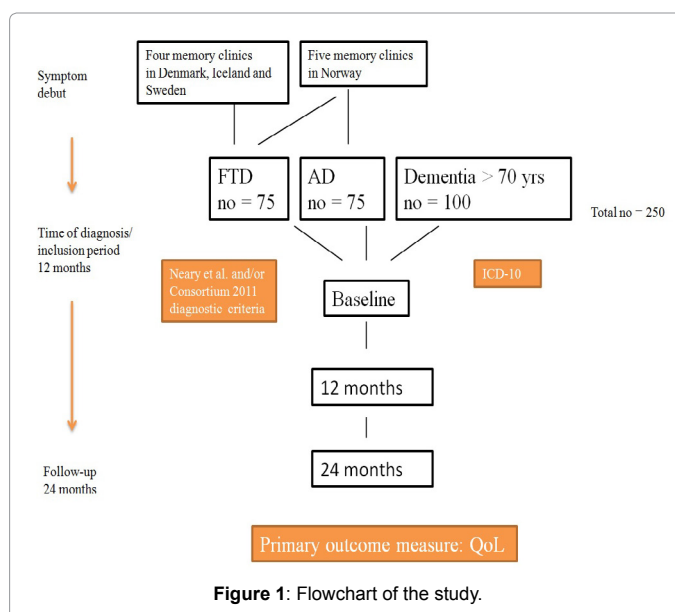 Four memory clinics
in Denmark, Iceland and
Sweden
Five memory clinics
in Norway
Symptom
debut
FTD
no = 75
AD
no = 75
Dementia > 70 yrs
no = 100
Total no = 250
Time of diagnosis/
inclusion period
12 months
Neary et al. and/or
Consortium 2011
diagnostic criteria
ICD-10
Baseline
12 months
24 months
Follow-up
24 months
Primary outcome measure: QoL
Figure 1: Flowchart of the study.